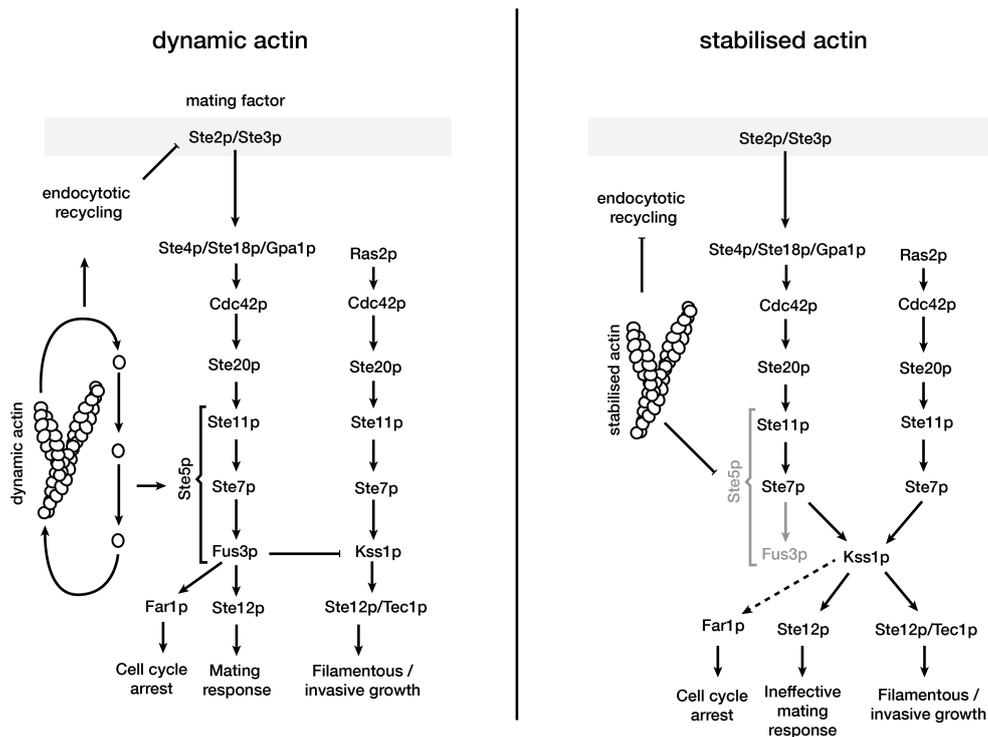 dynamic actin
mating factor
Ste2p/Ste3p
endocytotic
recycling
Ste4p/Ste18p/Gpa1p
Ras2p
Cdc42p
Cdc42p
Ste20p
Ste20p
dynamic actin
Ste5p
Ste11p
Ste11p
Ste7p
Ste7p
Fus3p
Kss1p
Far1p
Ste12p
Ste12p/Tec1p
Cell cycle
arrest
Mating
response
Filamentous /
invasive growth
stabilised actin
Ste2p/Ste3p
endocytotic
recycling
Ste4p/Ste18p/Gpa1p
Ras2p
Cdc42p
Cdc42p
Ste20p
Ste20p
stabilised actin
Ste5p
Ste11p
Ste11p
Ste7p
Ste7p
Fus3p
Kss1p
Far1p
Ste12p
Ste12p/Tec1p
Cell cycle
arrest
Ineffective
mating
response
Filamentous /
invasive growth